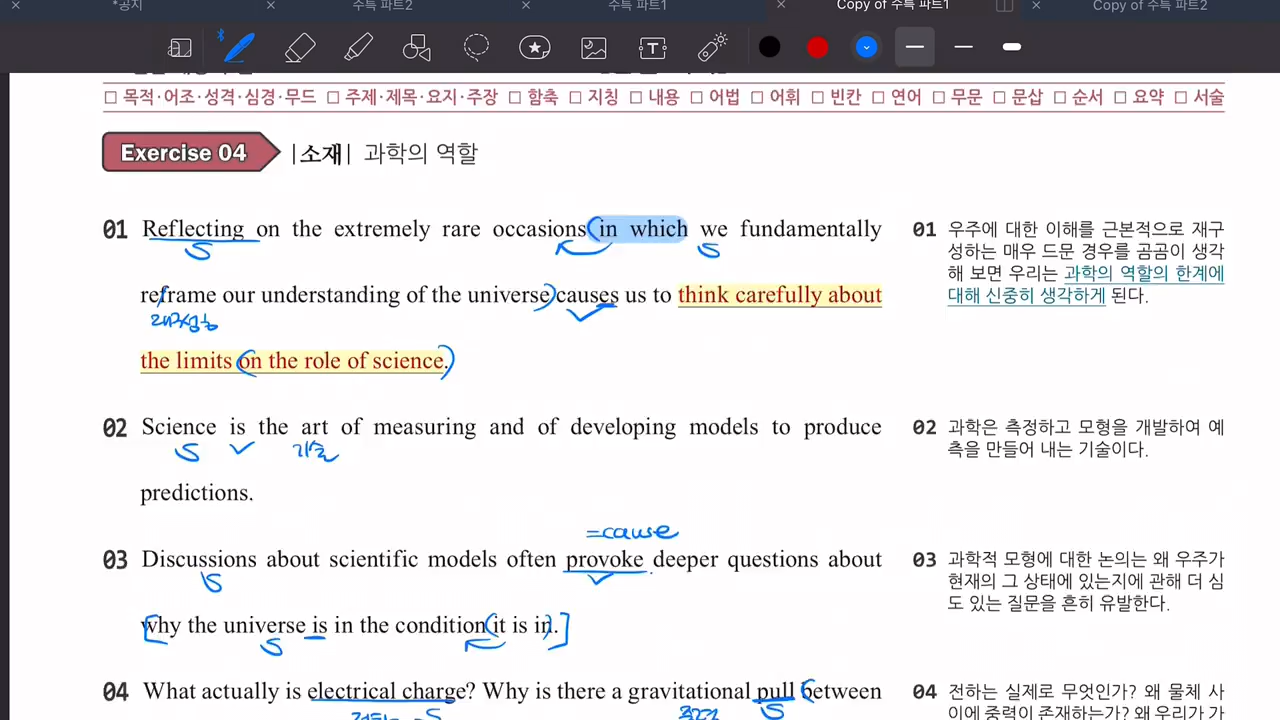 *공지 수특 파트2 수특 파트1 Copy of 수특 파트1 Copy of 수특 파트2
□ 목적·어조·성격·심경·무드 □ 주제·제목·요지·주장 □ 함축 □ 지칭 □ 내용 □ 어법 □ 어휘 □ 빈칸 □ 연어 □ 무문 □ 문삽 □ 순서 □ 요약 □ 서술
Exercise 04 |소재| 과학의 역할
01 Reflecting on the extremely rare occasions (in which we fundamentally
S S
reframe our understanding of the universe) causes us to think carefully about
the limits (on the role of science.)
01 우주에 대한 이해를 근본적으로 재구
성하는 매우 드문 경우를 곰곰이 생각
해 보면 우리는 과학의 역할의 한계에
대해 신중히 생각하게 된다.
02 Science is the art of measuring and of developing models to produce
S 기술
predictions.
02 과학은 측정하고 모형을 개발하여 예
측을 만들어 내는 기술이다.
=cause
03 Discussions about scientific models often provoke deeper questions about
S
[why the universe is in the condition (it is in).]
S
03 과학적 모형에 대한 논의는 왜 우주가
현재의 그 상태에 있는지에 관해 더 심
도 있는 질문을 흔히 유발한다.
04 What actually is electrical charge? Why is there a gravitational pull (between
S S
04 전하는 실제로 무엇인가? 왜 물체 사
이에 중력이 존재하는가? 왜 우리가 가